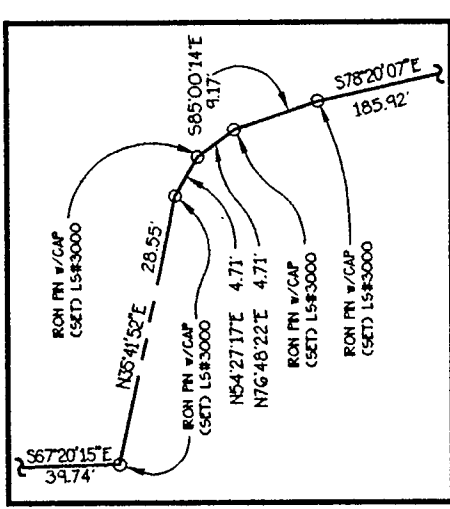 S67°20'15"E
39.74'
N35°41'52"E
28.55'
IRON PIN w/CAP
(SET) LS#3000
IRON PIN w/CAP
(SET) LS#3000
N54°27'17"E 4.71'
N76°48'22"E 4.71'
IRON PIN w/CAP
(SET) LS#3000
IRON PIN w/CAP
(SET) LS#3000
S85°00'14"E
9.17'
S78°20'07"E
185.92'